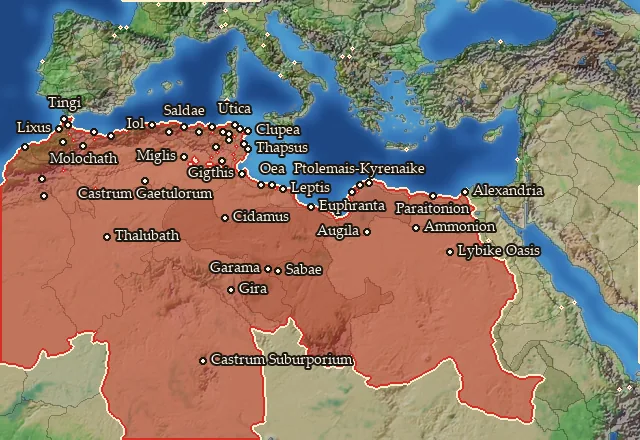 Tingi
Saldae
Utica
Lixus
Iol
Clupea
Molochath
Miglis
Thapsus
Gigthis
Oea
Ptolemais-Kyrenaike
Castrum Gaetulorum
Leptis
Alexandria
Euphranta
Paraitonion
Cidamus
Augila
Ammonion
Thalubath
Lybike Oasis
Garama
Sabae
Gira
Castrum Suburporium